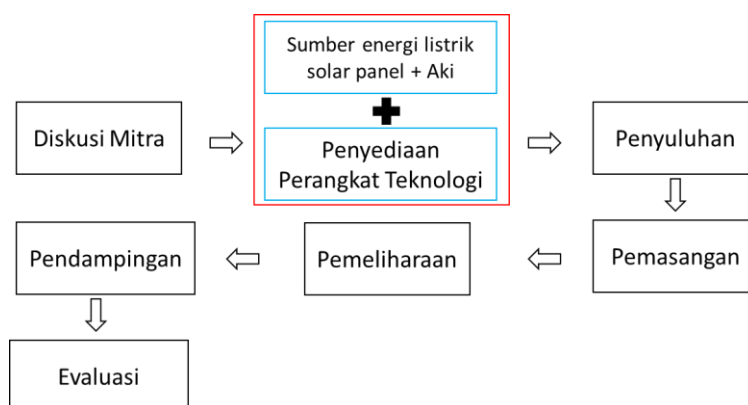 Sumber energi listrik
solar panel + Aki
Diskusi Mitra
Penyediaan
Perangkat Teknologi
Penyuluhan
Pendampingan
Pemeliharaan
Pemasangan
Evaluasi